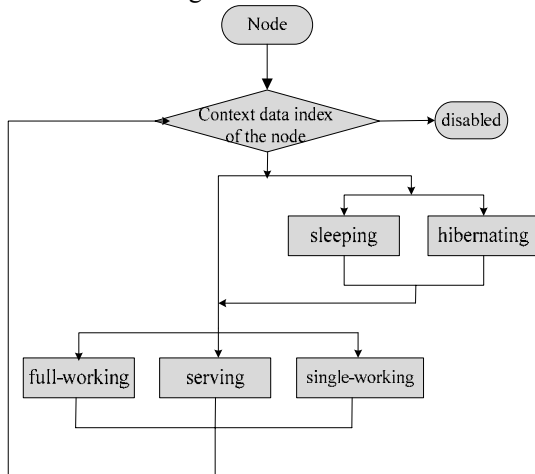 Node
Context data index
of the node
disabled
sleeping
hibernating
full-working
serving
single-working